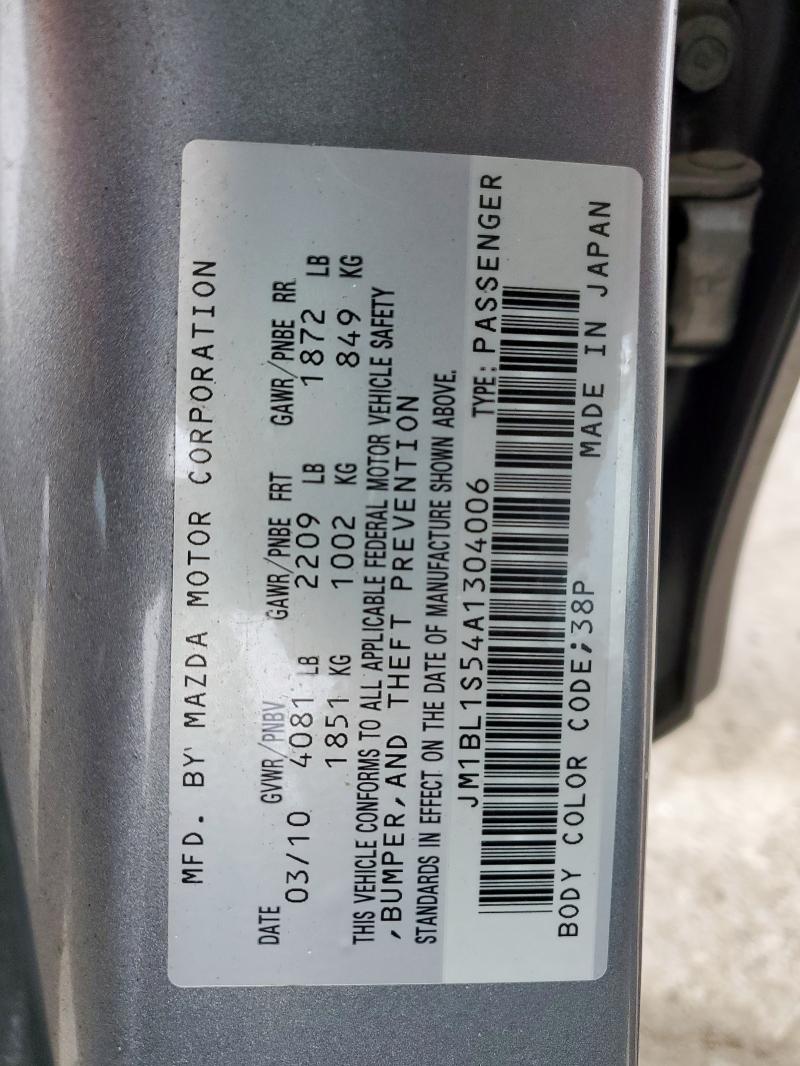 MFD. BY MAZDA MOTOR CORPORATION
DATE GVWR/PNBV GAWR/PNBE FRT GAWR/PNBE RR
03/10 4081 LB 2209 LB 1872 LB
1851 KG 1002 KG 849 KG
THIS VEHICLE CONFORMS TO ALL APPLICABLE FEDERAL MOTOR VEHICLE SAFETY
,BUMPER,AND THEFT PREVENTION
STANDARDS IN EFFECT ON THE DATE OF MANUFACTURE SHOWN ABOVE.
JM1BL1S54A1304006 TYPE: PASSENGER
BODY COLOR CODE;38P MADE IN JAPAN